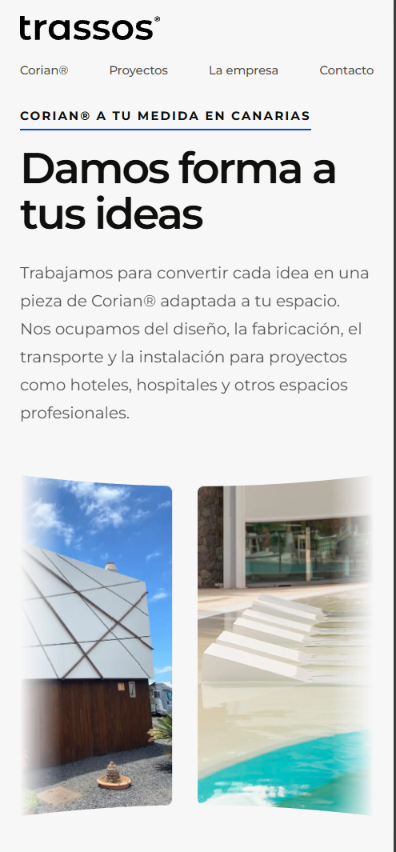 trassos®
Corian® Proyectos La empresa Contacto
CORIAN® A TU MEDIDA EN CANARIAS
Damos forma a
tus ideas
Trabajamos para convertir cada idea en una
pieza de Corian® adaptada a tu espacio.
Nos ocupamos del diseño, la fabricación, el
transporte y la instalación para proyectos
como hoteles, hospitales y otros espacios
profesionales.